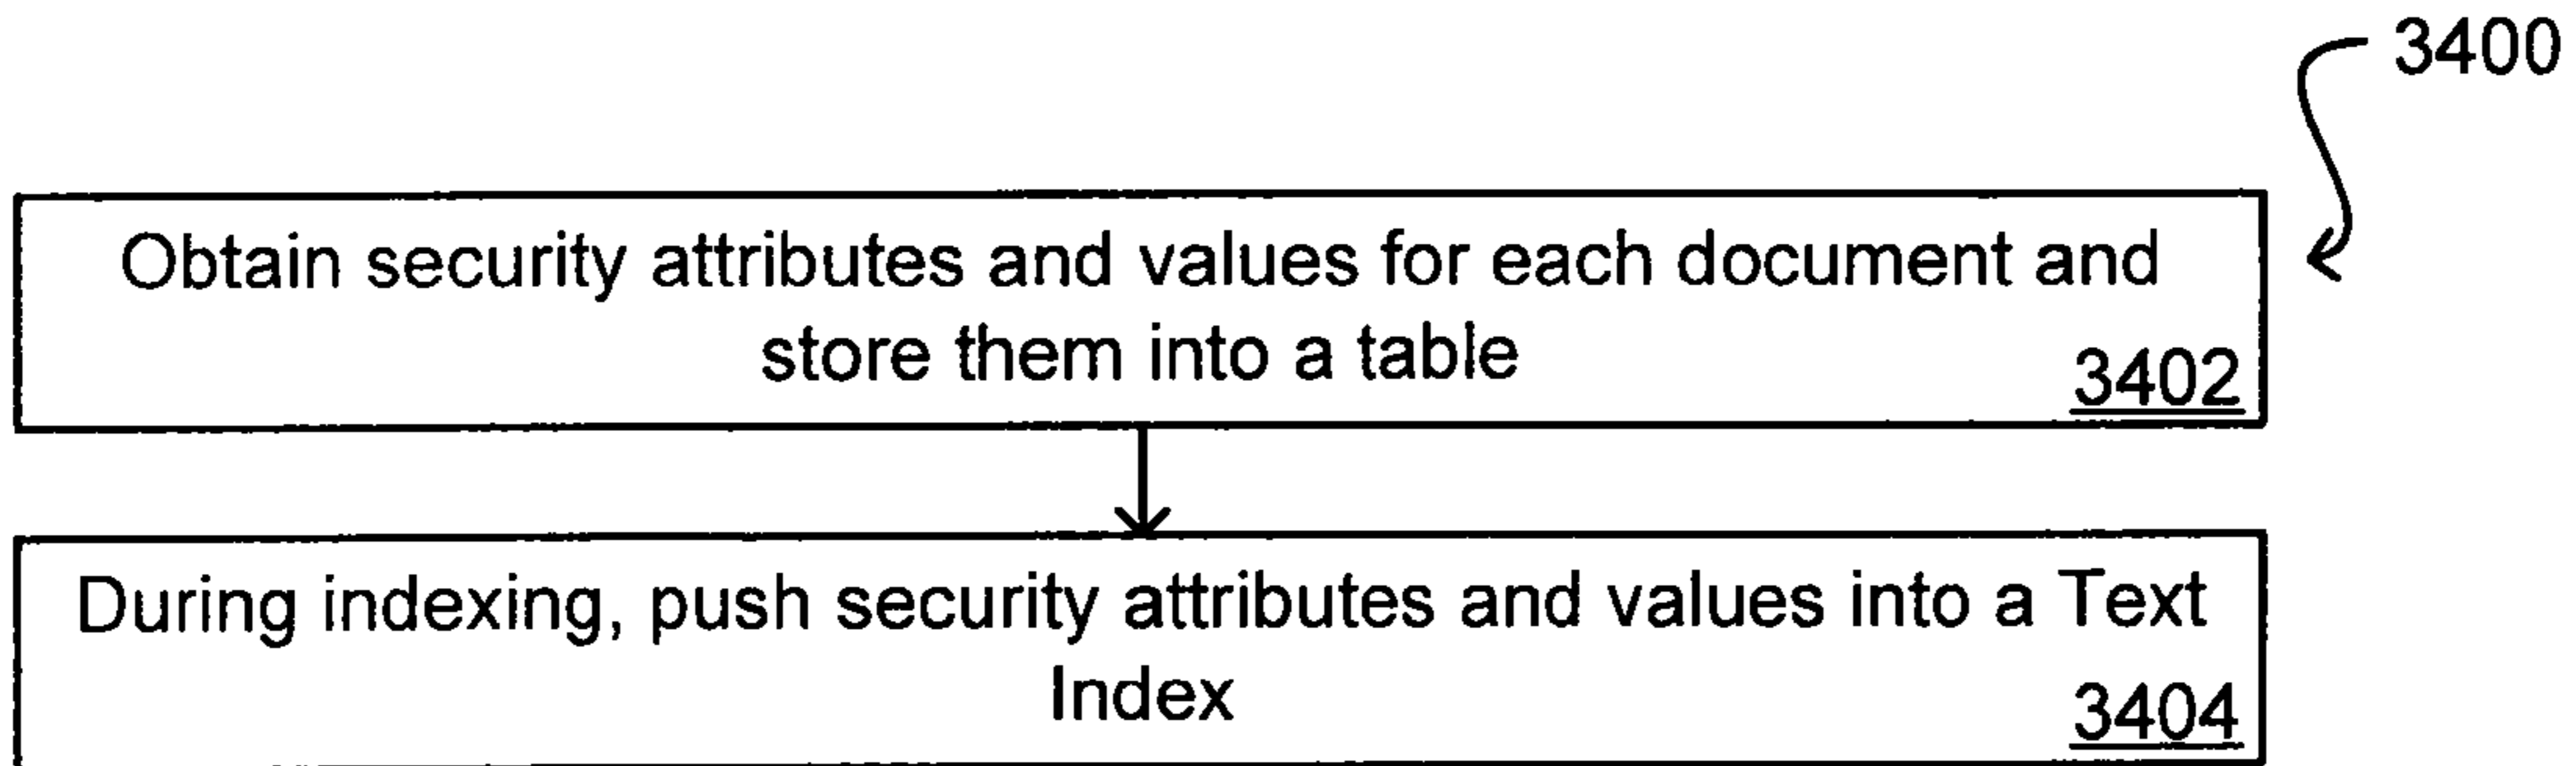 3400
Obtain security attributes and values for each document and
store them into a table
3402
During indexing, push security attributes and values into a Text
Index
3404